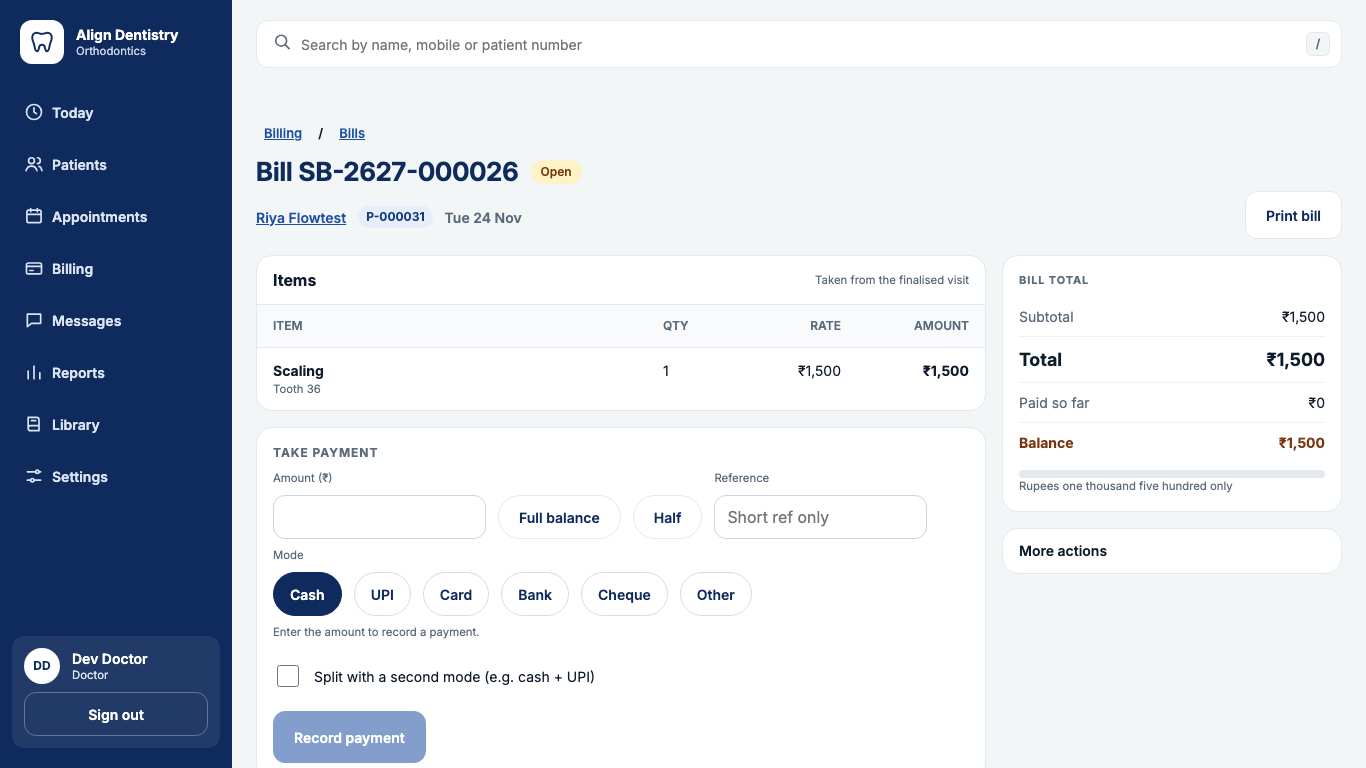 Align Dentistry
Orthodontics
Today
Patients
Appointments
Billing
Messages
Reports
Library
Settings
DD
Dev Doctor
Doctor
Sign out
Search by name, mobile or patient number
/
Billing / Bills
Bill SB-2627-000026 Open
Riya Flowtest P-000031 Tue 24 Nov
Print bill
Items Taken from the finalised visit
ITEM QTY RATE AMOUNT
Scaling 1 ₹1,500 ₹1,500
Tooth 36
TAKE PAYMENT
Amount (₹) Reference
Full balance Half Short ref only
Mode
Cash UPI Card Bank Cheque Other
Enter the amount to record a payment.
Split with a second mode (e.g. cash + UPI)
Record payment
BILL TOTAL
Subtotal ₹1,500
Total ₹1,500
Paid so far ₹0
Balance ₹1,500
Rupees one thousand five hundred only
More actions